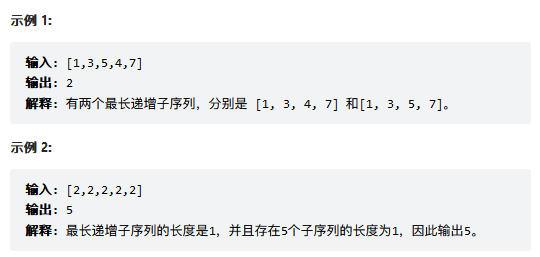 示例 1:
输入: [1,3,5,4,7]
输出: 2
解释: 有两个最长递增子序列，分别是 [1, 3, 4, 7] 和[1, 3, 5, 7]。
示例 2:
输入: [2,2,2,2,2]
输出: 5
解释: 最长递增子序列的长度是1，并且存在5个子序列的长度为1，因此输出5。